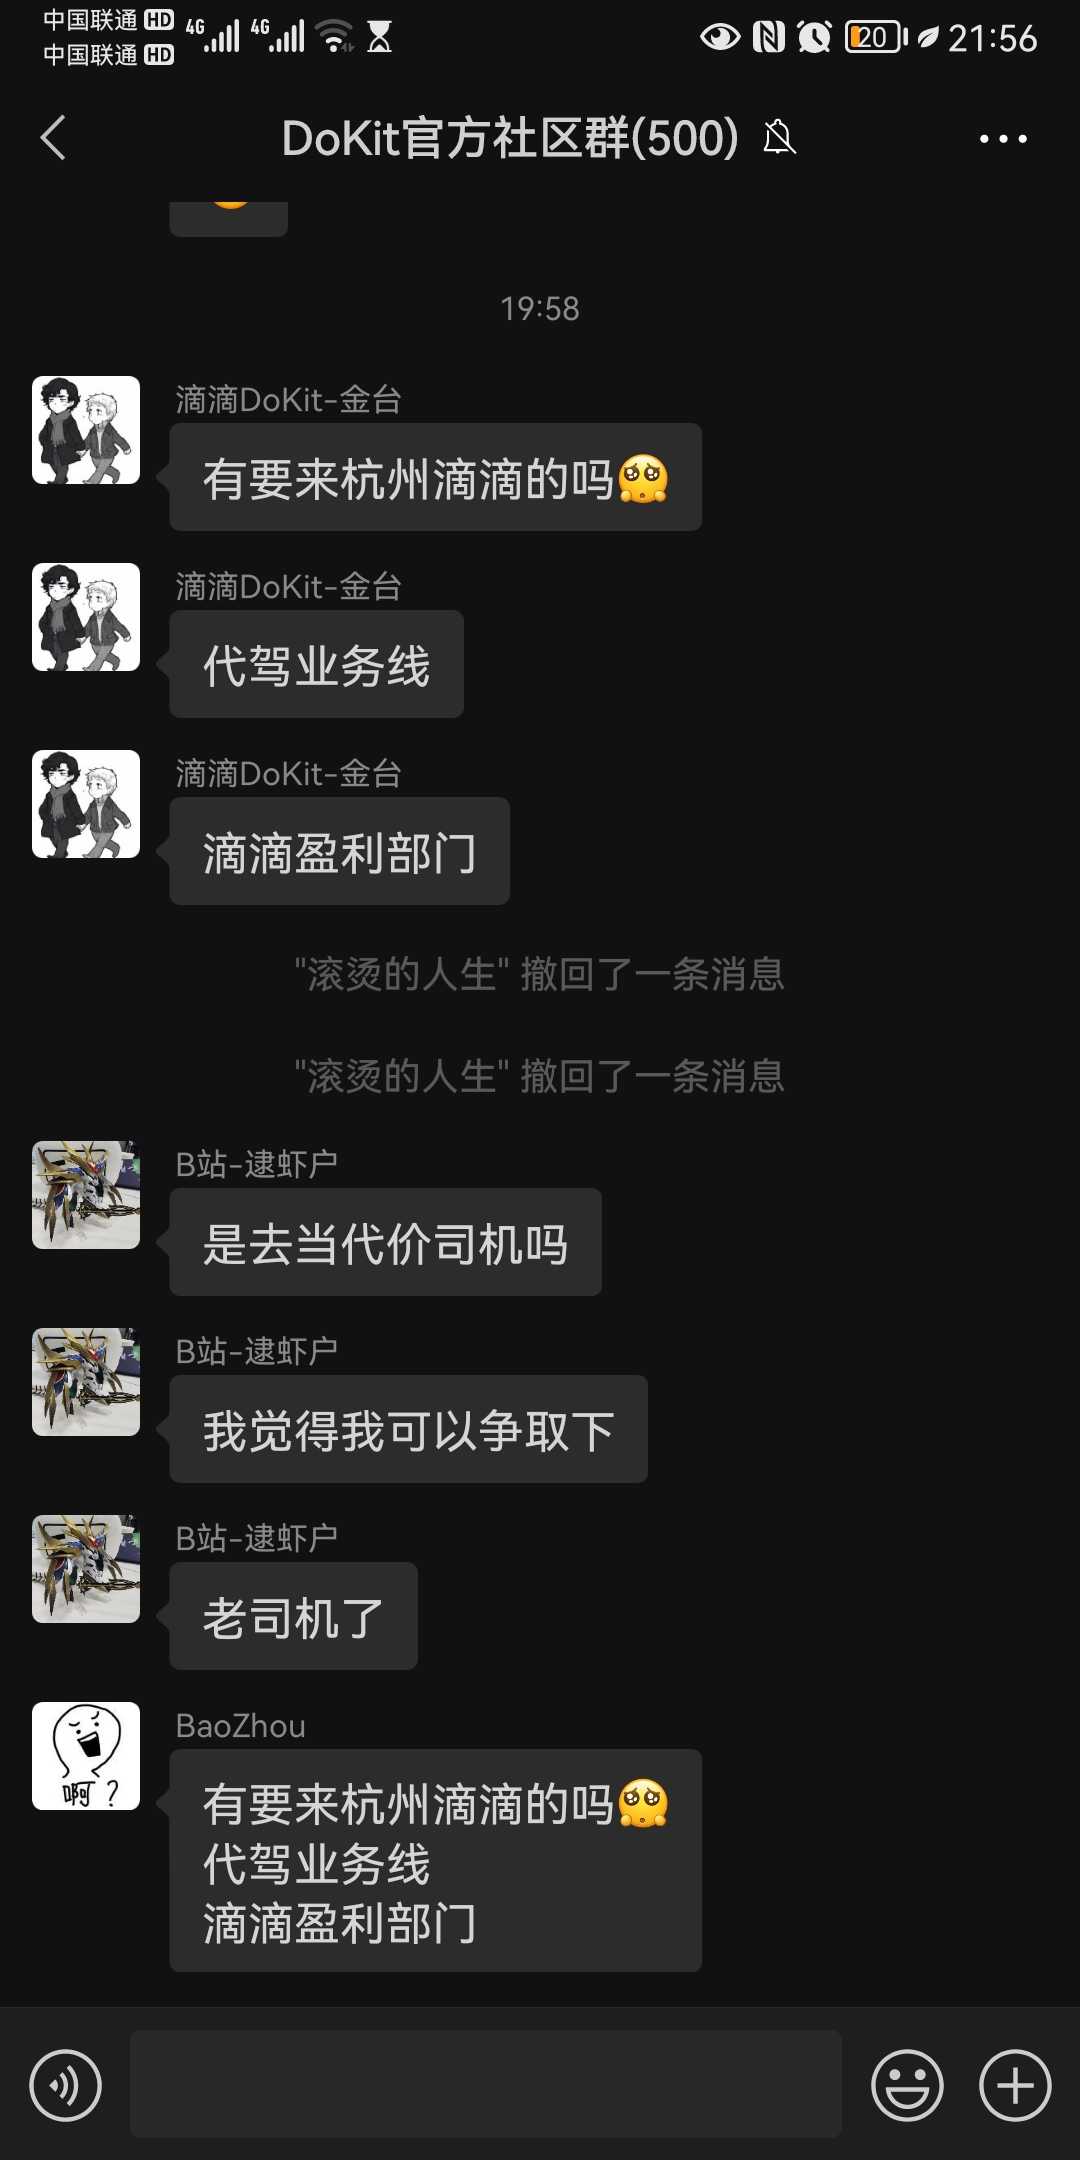 中国联通 HD
中国联通 HD
4G 4G
20
21:56
DoKit官方社区群(500)
19:58
滴滴DoKit-金台
有要来杭州滴滴的吗🥺
滴滴DoKit-金台
代驾业务线
滴滴DoKit-金台
滴滴盈利部门
"滚烫的人生" 撤回了一条消息
"滚烫的人生" 撤回了一条消息
B站-逮虾户
是去当代价司机吗
B站-逮虾户
我觉得我可以争取下
B站-逮虾户
老司机了
啊?
BaoZhou
有要来杭州滴滴的吗🥺
代驾业务线
滴滴盈利部门